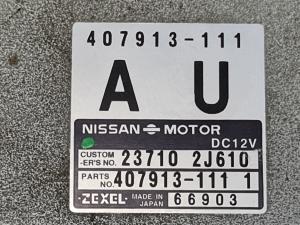 407913-111
A U
NISSAN MOTOR
DC12V
CUSTOM-ER'S NO. 23710 2J610
PARTS NO. 407913-111 1
ZEXEL MADE IN JAPAN 66903